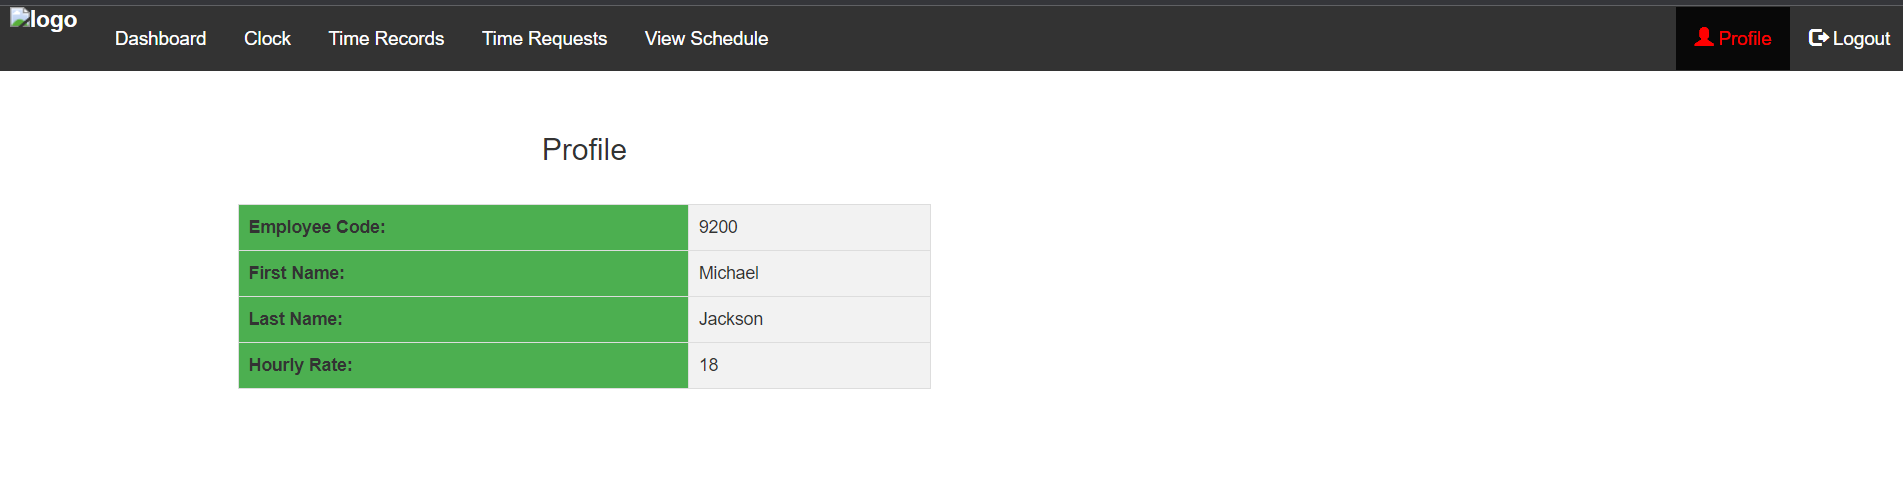 logo
Dashboard Clock Time Records Time Requests View Schedule Profile Logout
Profile
Employee Code: 9200
First Name: Michael
Last Name: Jackson
Hourly Rate: 18